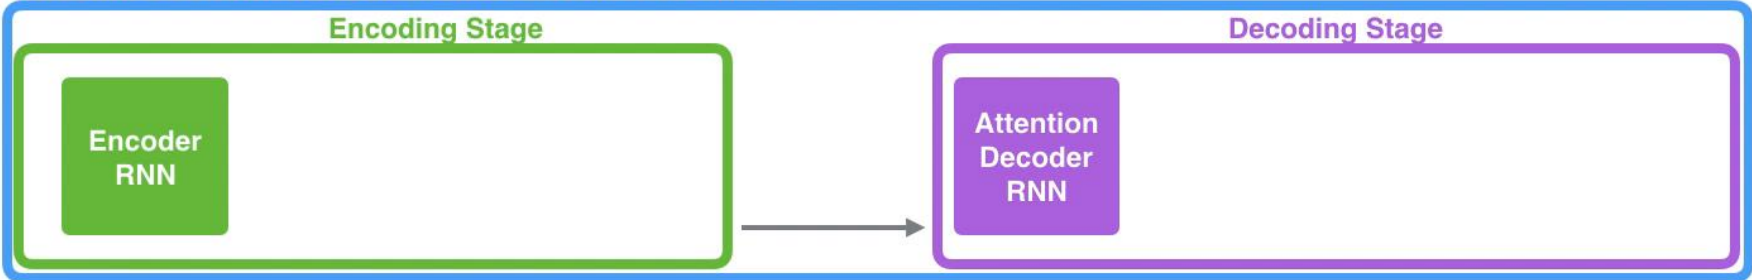 Encoding Stage
Decoding Stage
Encoder
RNN
Attention
Decoder
RNN